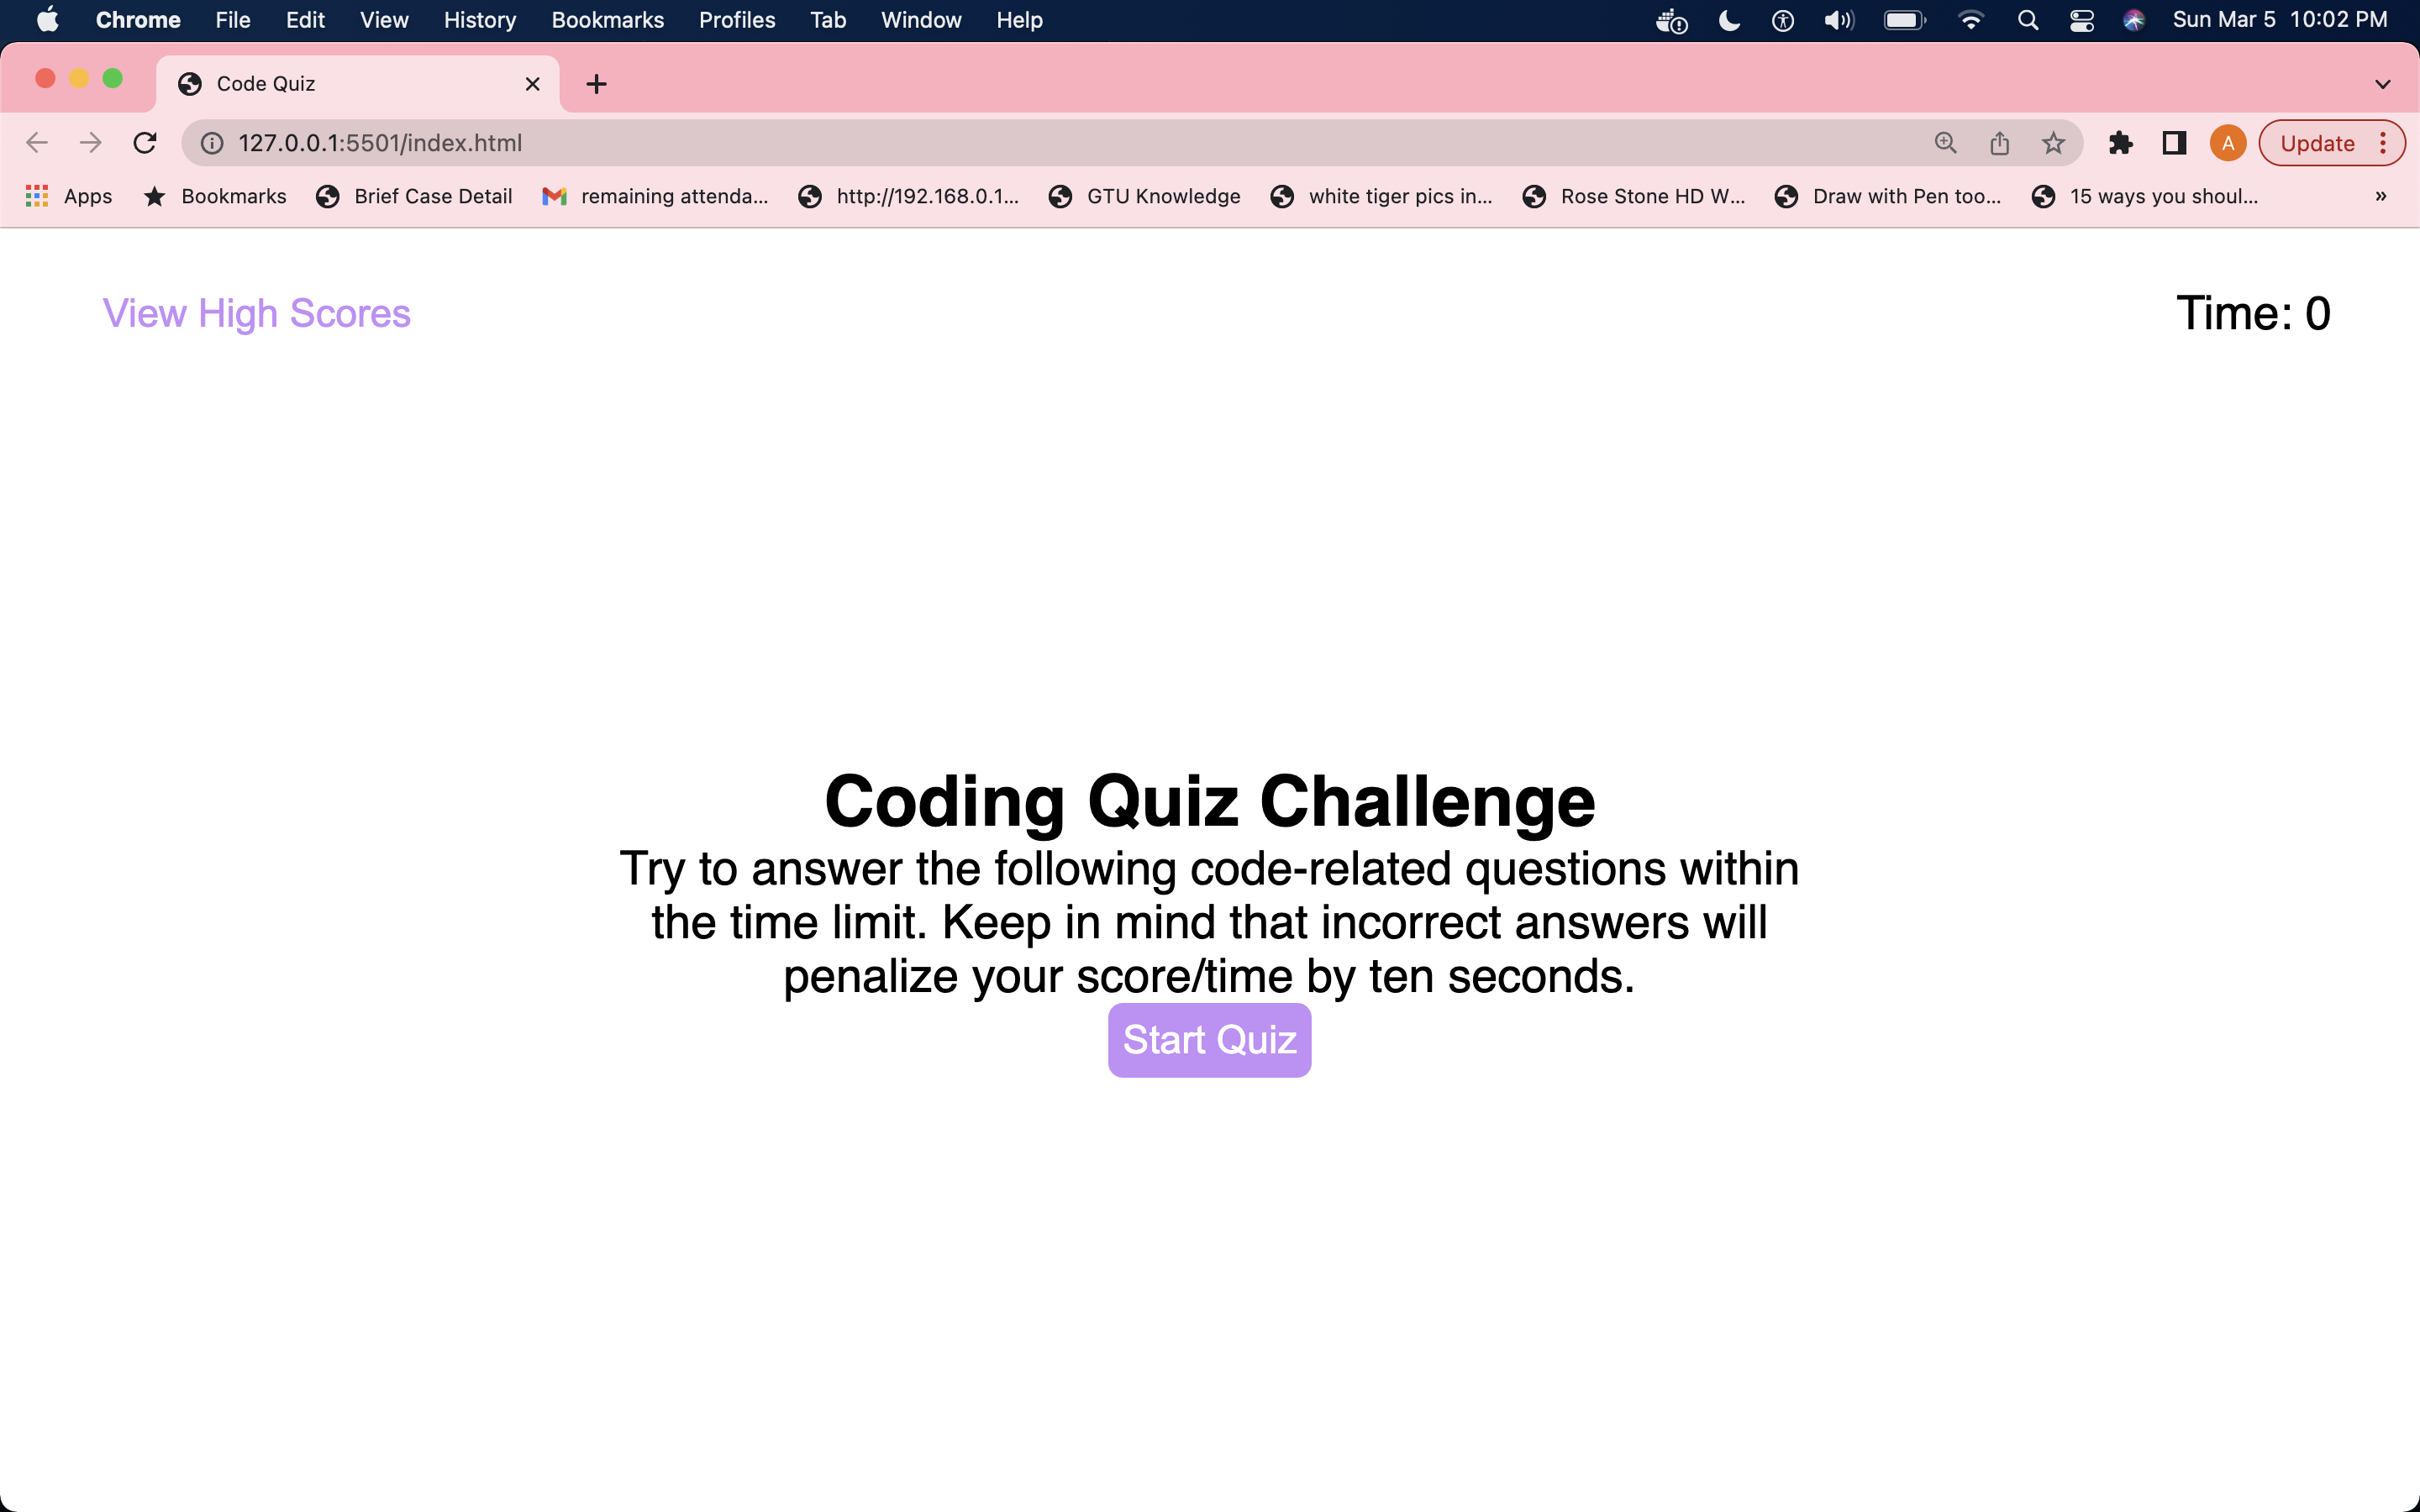 Chrome File Edit View History Bookmarks Profiles Tab Window Help Sun Mar 5 10:02 PM
Code Quiz
127.0.0.1:5501/index.html A Update
Apps Bookmarks Brief Case Detail remaining attenda... http://192.168.0.1... GTU Knowledge white tiger pics in... Rose Stone HD W... Draw with Pen too... 15 ways you shoul... »
View High Scores Time: 0
Coding Quiz Challenge
Try to answer the following code-related questions within
the time limit. Keep in mind that incorrect answers will
penalize your score/time by ten seconds.
Start Quiz